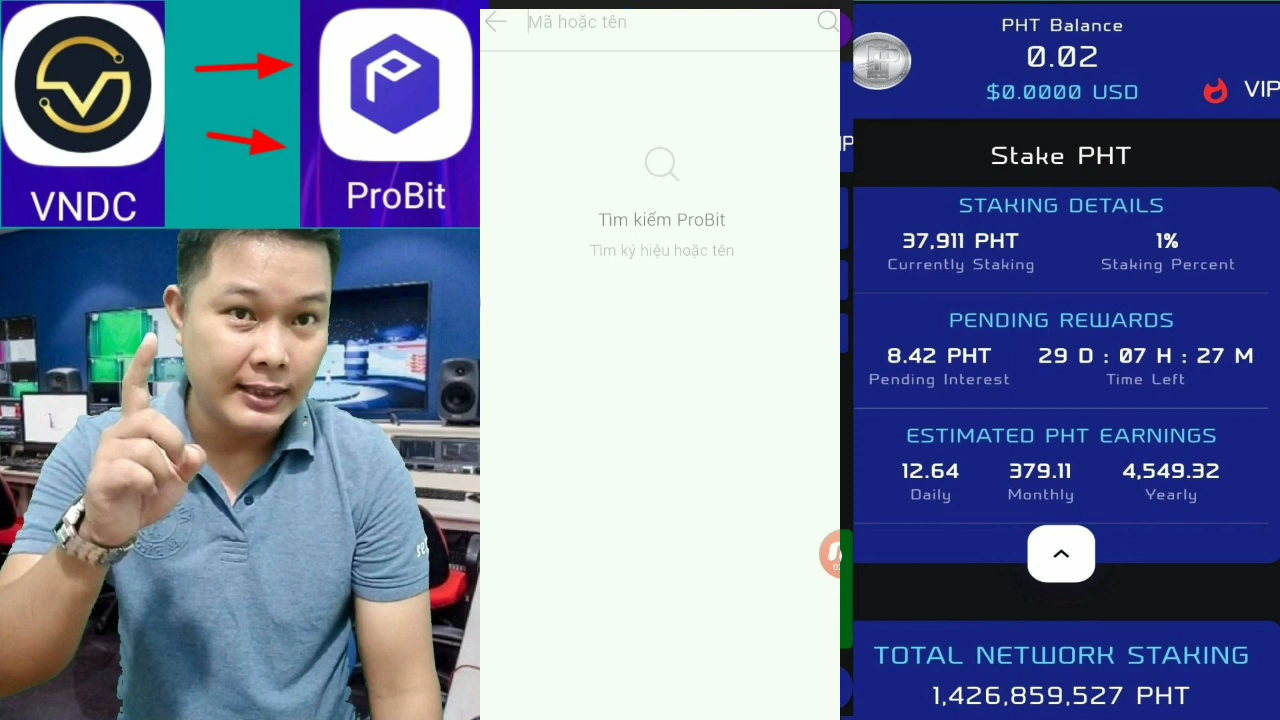 VNDC
ProBit
Mã hoặc tên
Tìm kiếm ProBit
Tìm ký hiệu hoặc tên
PHT Balance
0.02
$0.0000 USD
VIP
Stake PHT
STAKING DETAILS
37,911 PHT 1%
Currently Staking Staking Percent
PENDING REWARDS
8.42 PHT 29 D : 07 H : 27 M
Pending Interest Time Left
ESTIMATED PHT EARNINGS
12.64 379.11 4,549.32
Daily Monthly Yearly
TOTAL NETWORK STAKING
1,426,859,527 PHT